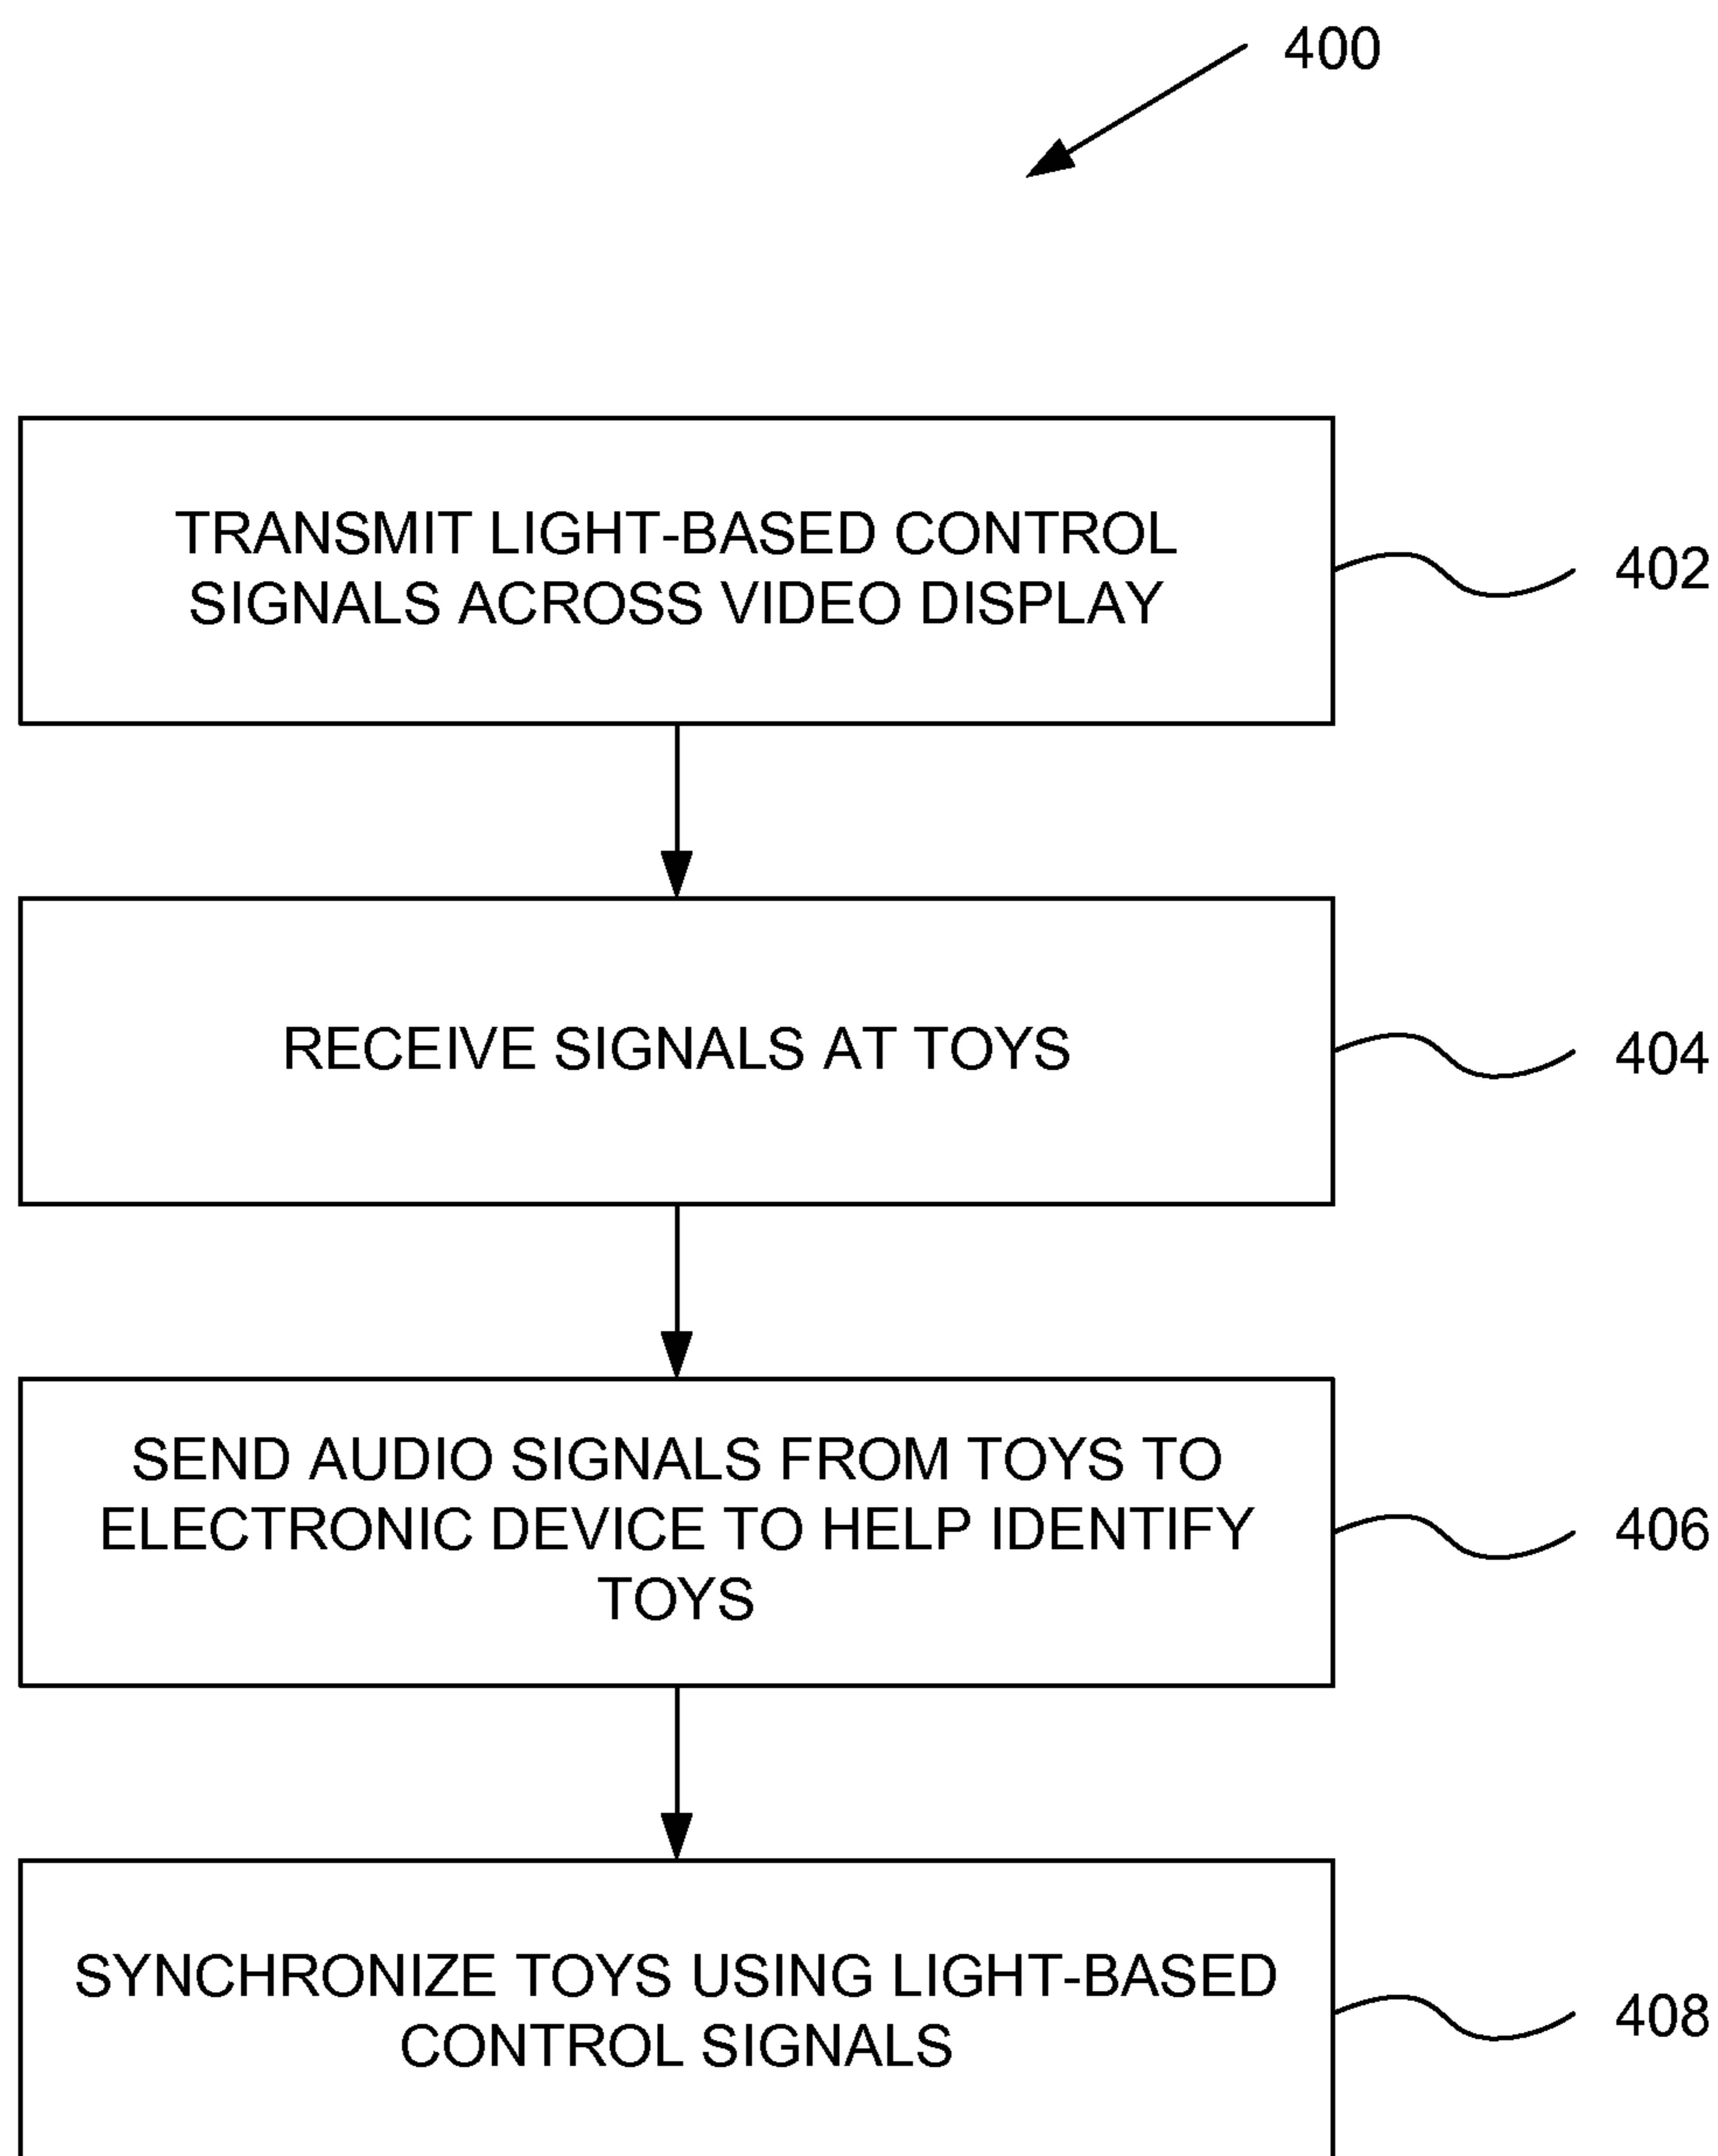 400
TRANSMIT LIGHT-BASED CONTROL
SIGNALS ACROSS VIDEO DISPLAY
402
RECEIVE SIGNALS AT TOYS
404
SEND AUDIO SIGNALS FROM TOYS TO
ELECTRONIC DEVICE TO HELP IDENTIFY
TOYS
406
SYNCHRONIZE TOYS USING LIGHT-BASED
CONTROL SIGNALS
408